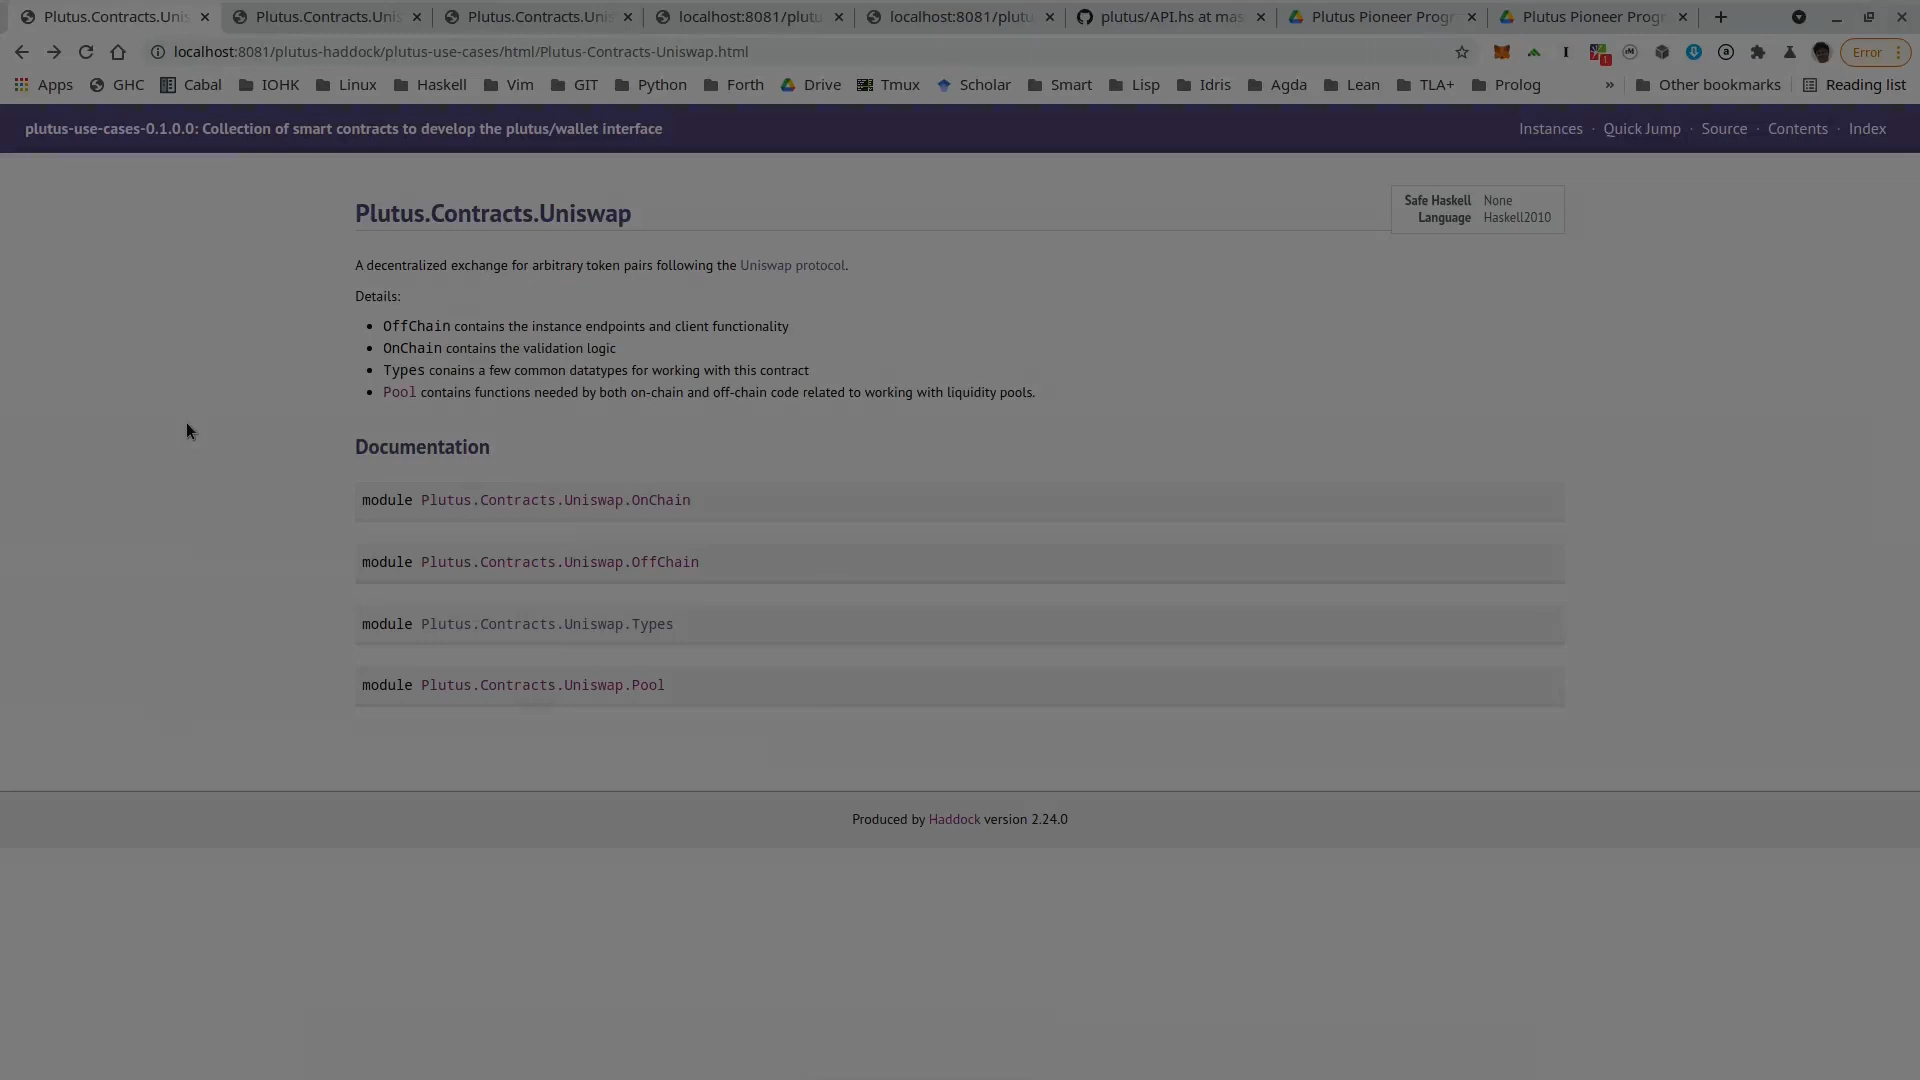 Plutus.Contracts.Unis
Plutus.Contracts.Unis
Plutus.Contracts.Unis
localhost:8081/plutu
localhost:8081/plutu
plutus/API.hs at mas
Plutus Pioneer Progr
Plutus Pioneer Progr
localhost:8081/plutus-haddock/plutus-use-cases/html/Plutus-Contracts-Uniswap.html
Error
Apps GHC Cabal IOHK Linux Haskell Vim GIT Python Forth Drive Tmux Scholar Smart Lisp Idris Agda Lean TLA+ Prolog » Other bookmarks Reading list
plutus-use-cases-0.1.0.0: Collection of smart contracts to develop the plutus/wallet interface
Instances · Quick Jump · Source · Contents · Index
Safe Haskell None
Language Haskell2010
Plutus.Contracts.Uniswap
A decentralized exchange for arbitrary token pairs following the Uniswap protocol.
Details:
• OffChain contains the instance endpoints and client functionality
• OnChain contains the validation logic
• Types conains a few common datatypes for working with this contract
• Pool contains functions needed by both on-chain and off-chain code related to working with liquidity pools.
Documentation
module Plutus.Contracts.Uniswap.OnChain
module Plutus.Contracts.Uniswap.OffChain
module Plutus.Contracts.Uniswap.Types
module Plutus.Contracts.Uniswap.Pool
Produced by Haddock version 2.24.0